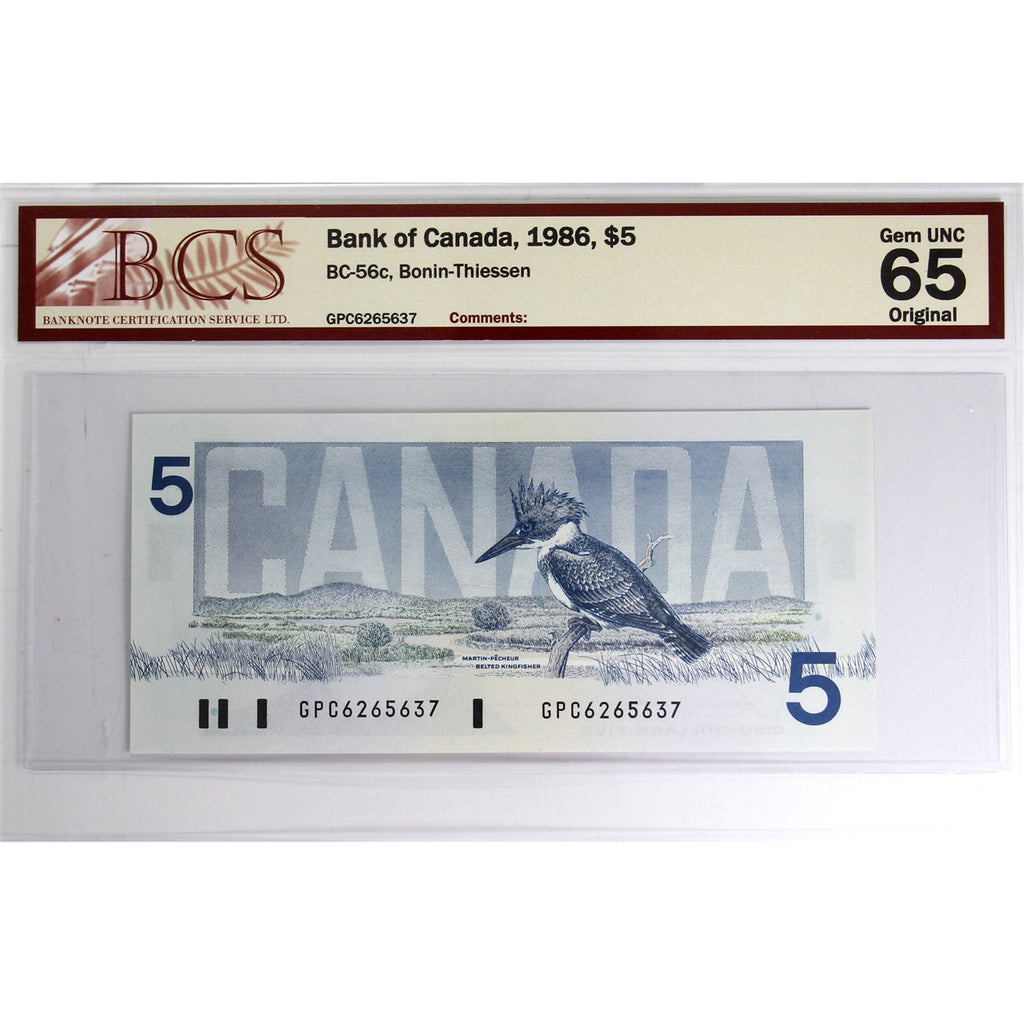 BCS
BANKNOTE CERTIFICATION SERVICE LTD.
Bank of Canada, 1986, $5
BC-56c, Bonin-Thiessen
GPC6265637 Comments:
Gem UNC
65
Original
5
CANADA
MARTIN-PÊCHEUR
BELTED KINGFISHER
5
GPC6265637 GPC6265637